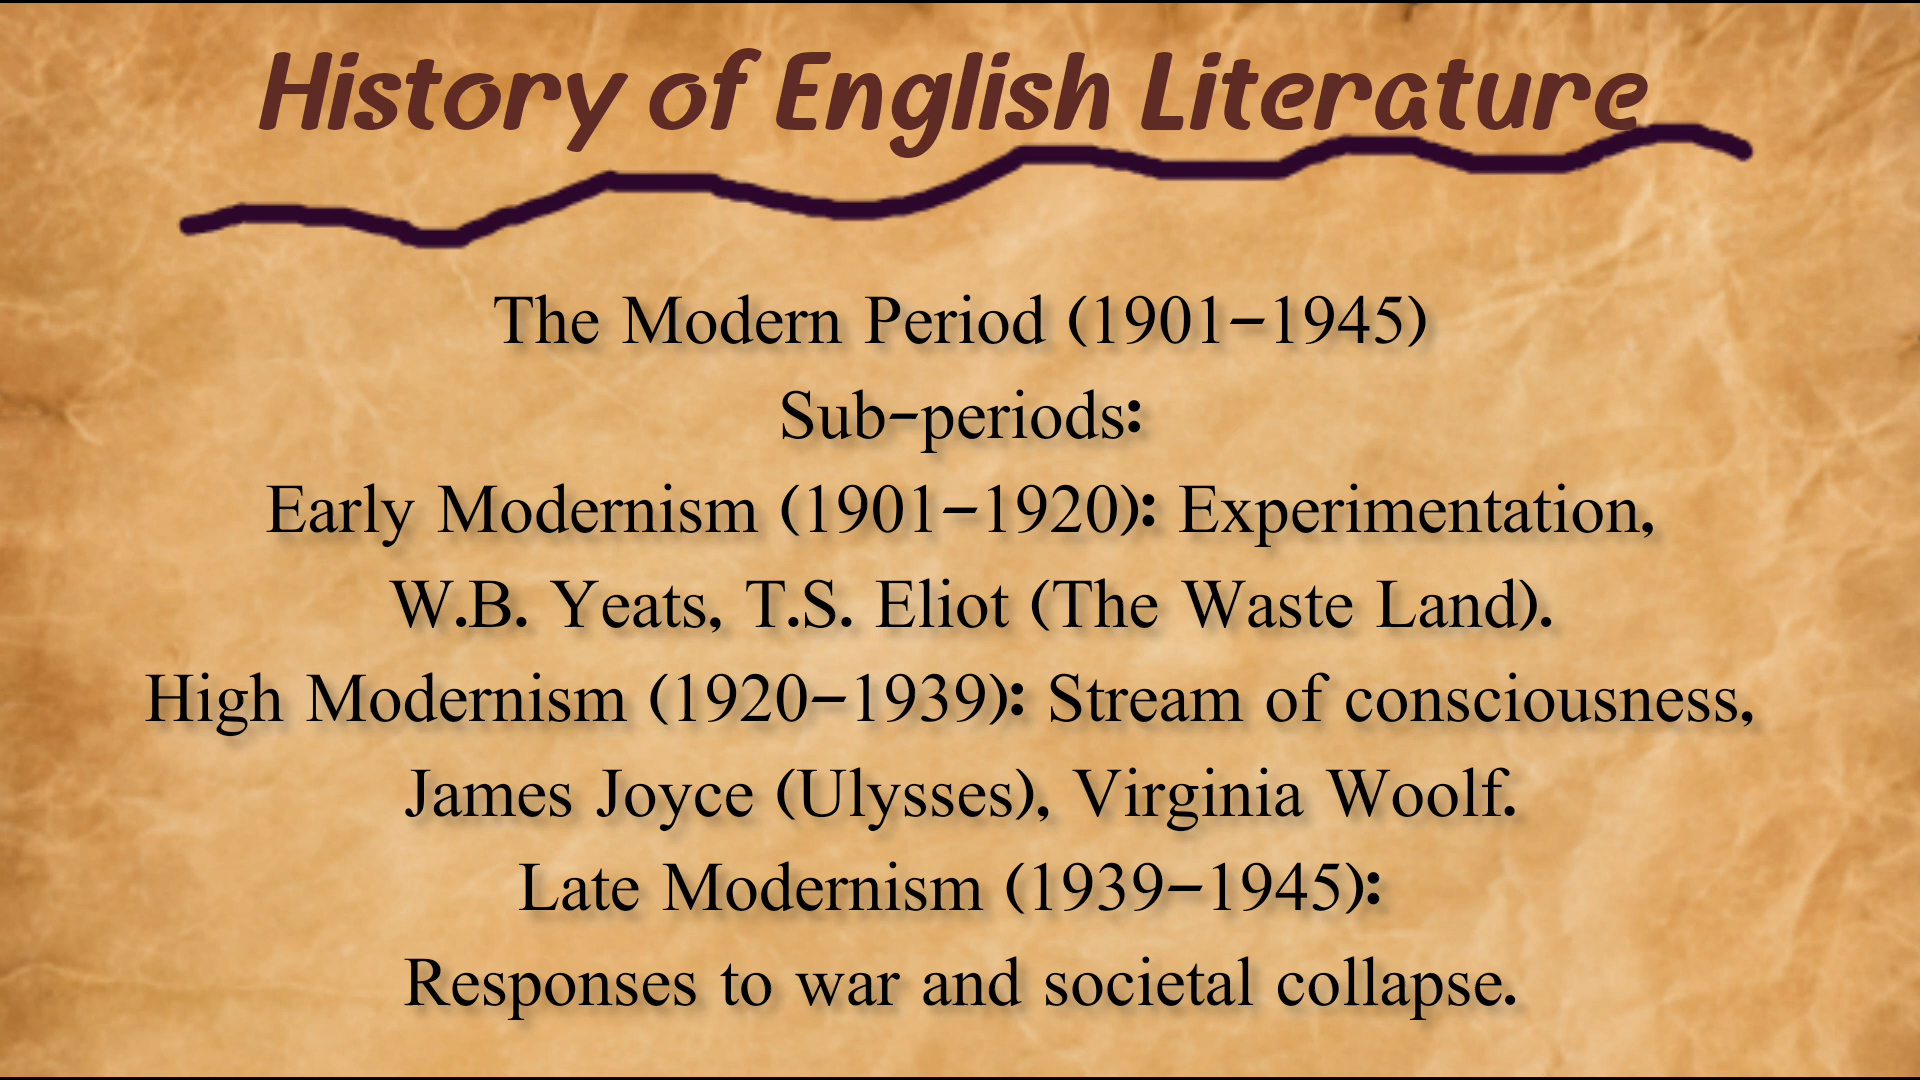 History of English Literature
The Modern Period (1901-1945)
Sub-periods:
Early Modernism (1901-1920): Experimentation,
W.B. Yeats, T.S. Eliot (The Waste Land).
High Modernism (1920-1939): Stream of consciousness,
James Joyce (Ulysses), Virginia Woolf.
Late Modernism (1939-1945):
Responses to war and societal collapse.